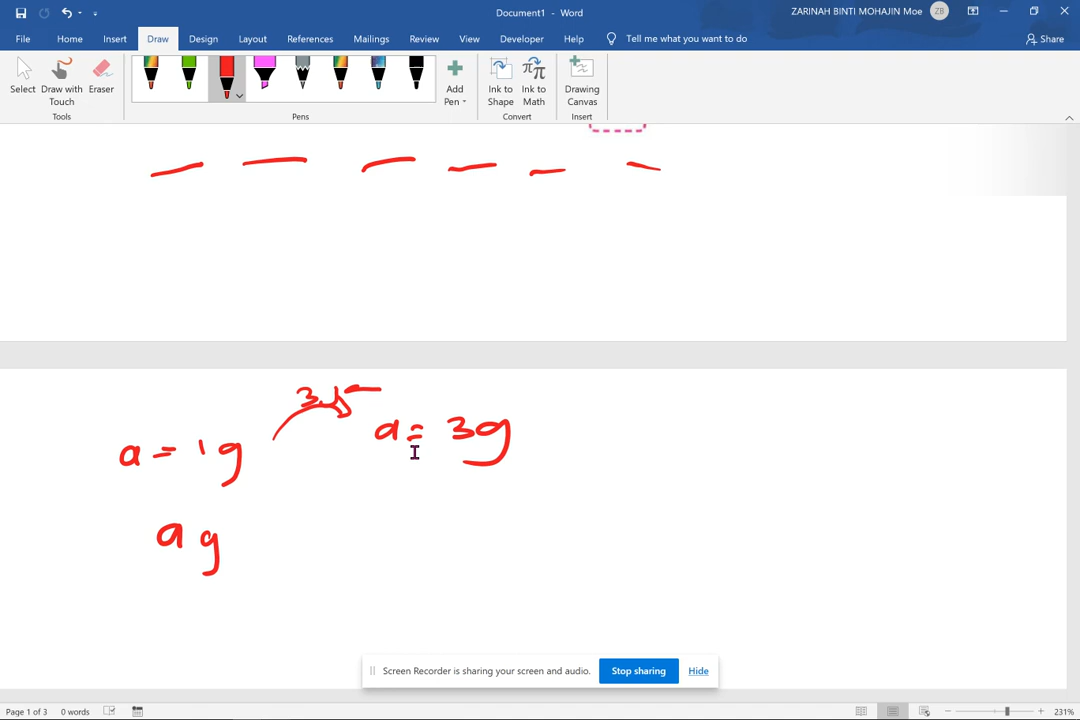 Document1 - Word
ZARINAH BINTI MOHAJIN Moe
ZB
File Home Insert Draw Design Layout References Mailings Review View Developer Help Tell me what you want to do Share
Select
Draw with Touch
Eraser
Add Pen
Ink to Shape
Ink to Math
Drawing Canvas
Tools
Pens
Convert
Insert
a = 1g
a = 3g
a g
Screen Recorder is sharing your screen and audio.
Stop sharing
Hide
Page 1 of 3
0 words
231%